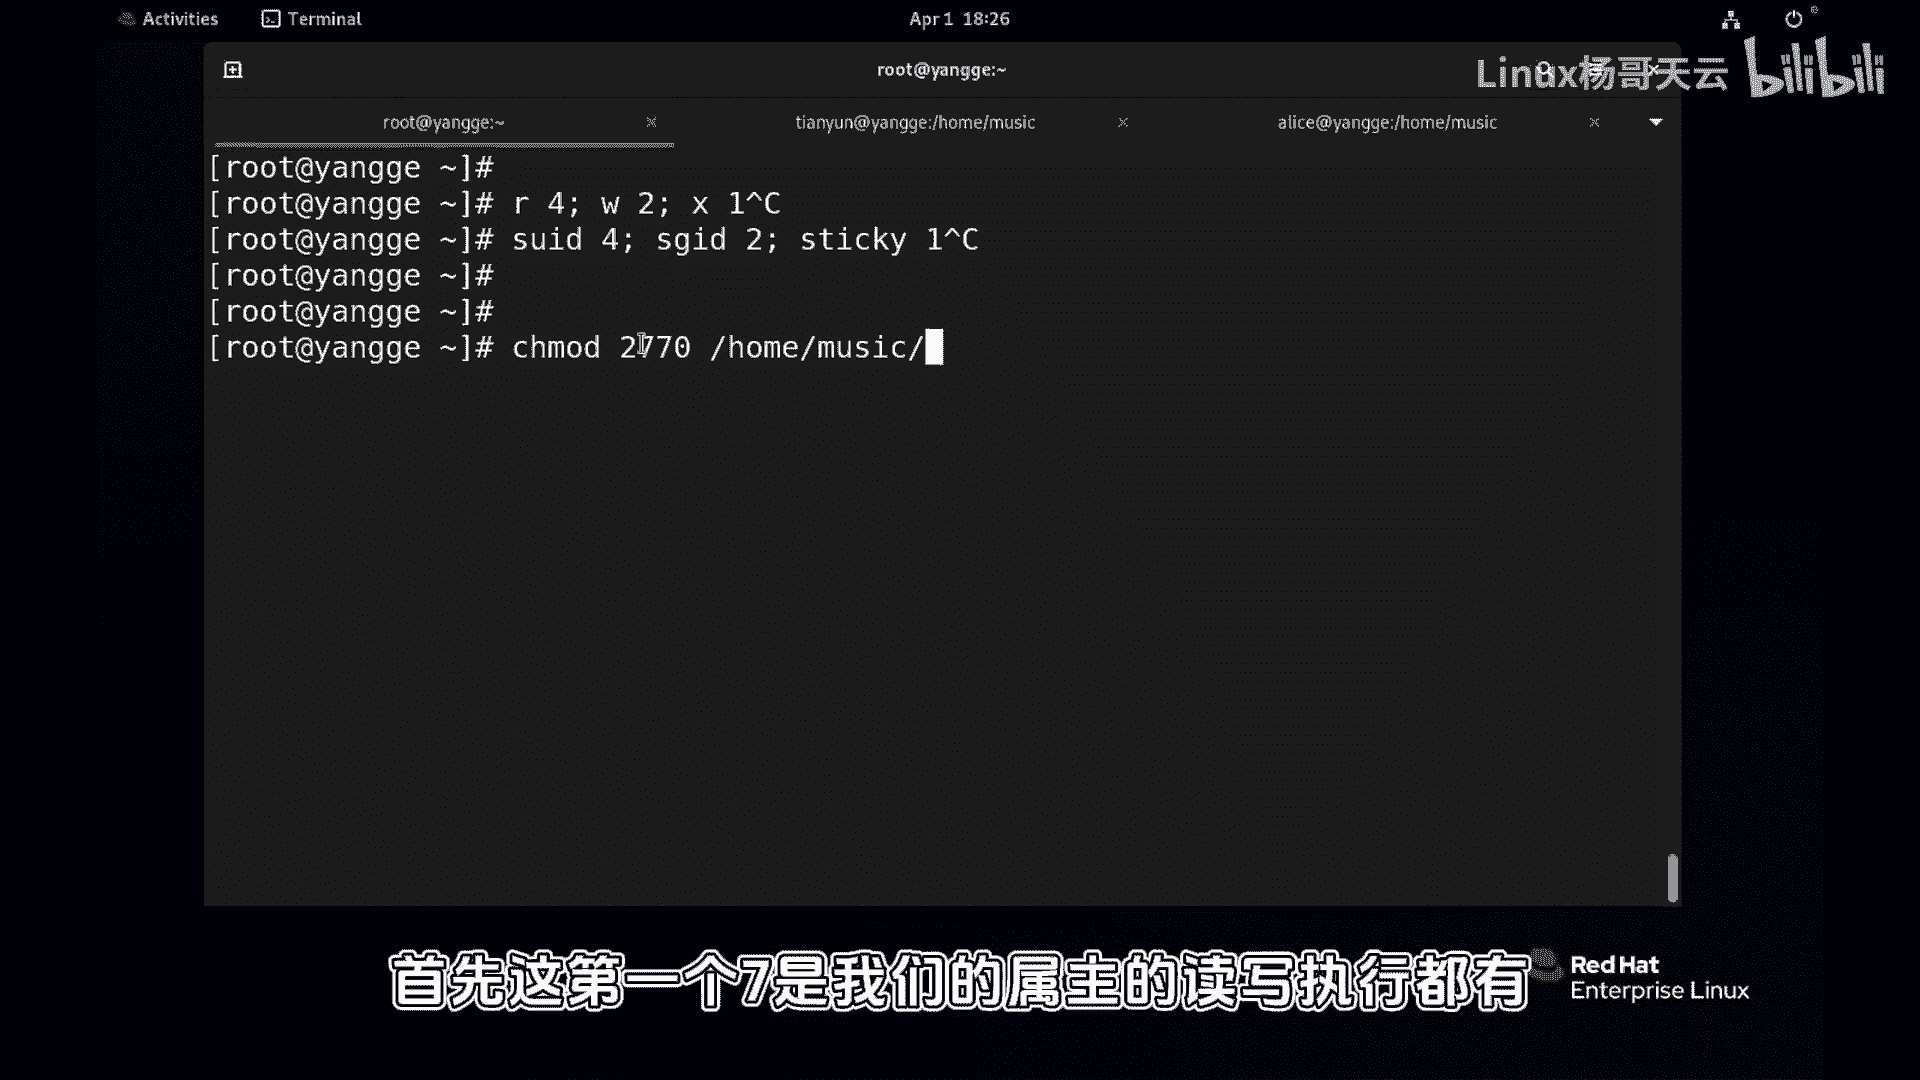 Activities
Terminal
Apr 1 18:26
root@yangge:~
Linux杨哥天云 bilibili
root@yangge:~
tianyun@yangge:/home/music
alice@yangge:/home/music
[root@yangge ~]#
[root@yangge ~]# r 4; w 2; x 1^C
[root@yangge ~]# suid 4; sgid 2; sticky 1^C
[root@yangge ~]#
[root@yangge ~]#
[root@yangge ~]# chmod 2770 /home/music/
首先这第一个7是我们的属主的读写执行都有
Red Hat
Enterprise Linux